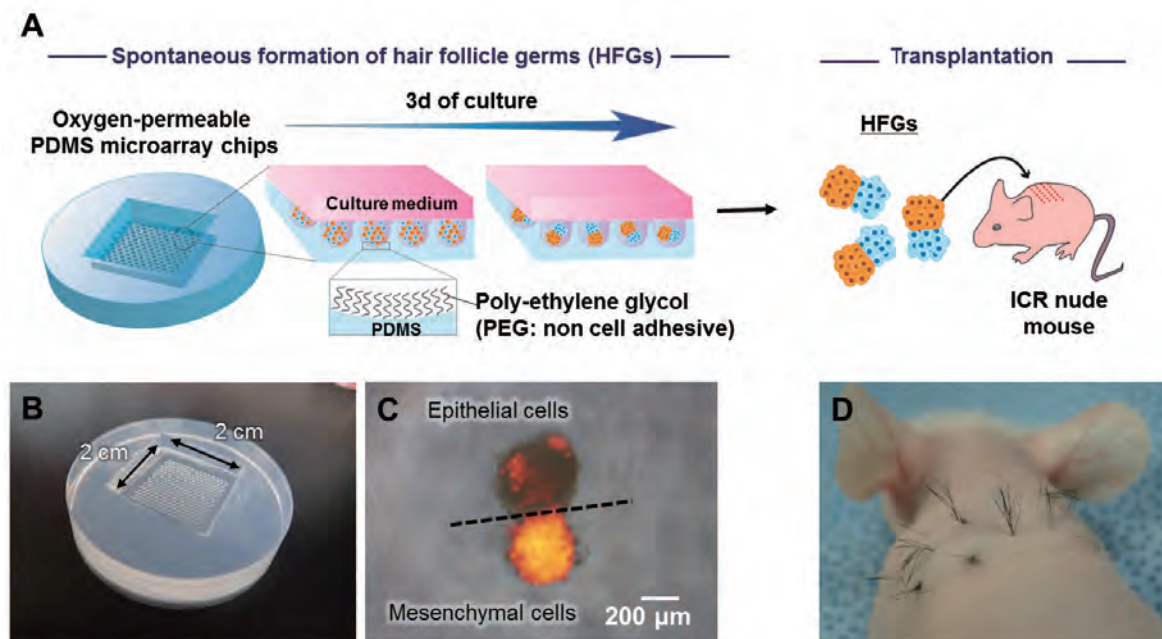 A
Spontaneous formation of hair follicle germs (HFGs)
Transplantation
3d of culture
Oxygen-permeable
PDMS microarray chips
Culture medium
HFGs
PDMS
Poly-ethylene glycol
(PEG: non cell adhesive)
ICR nude
mouse
B
2 cm
2 cm
C
Epithelial cells
Mesenchymal cells
200 µm
D